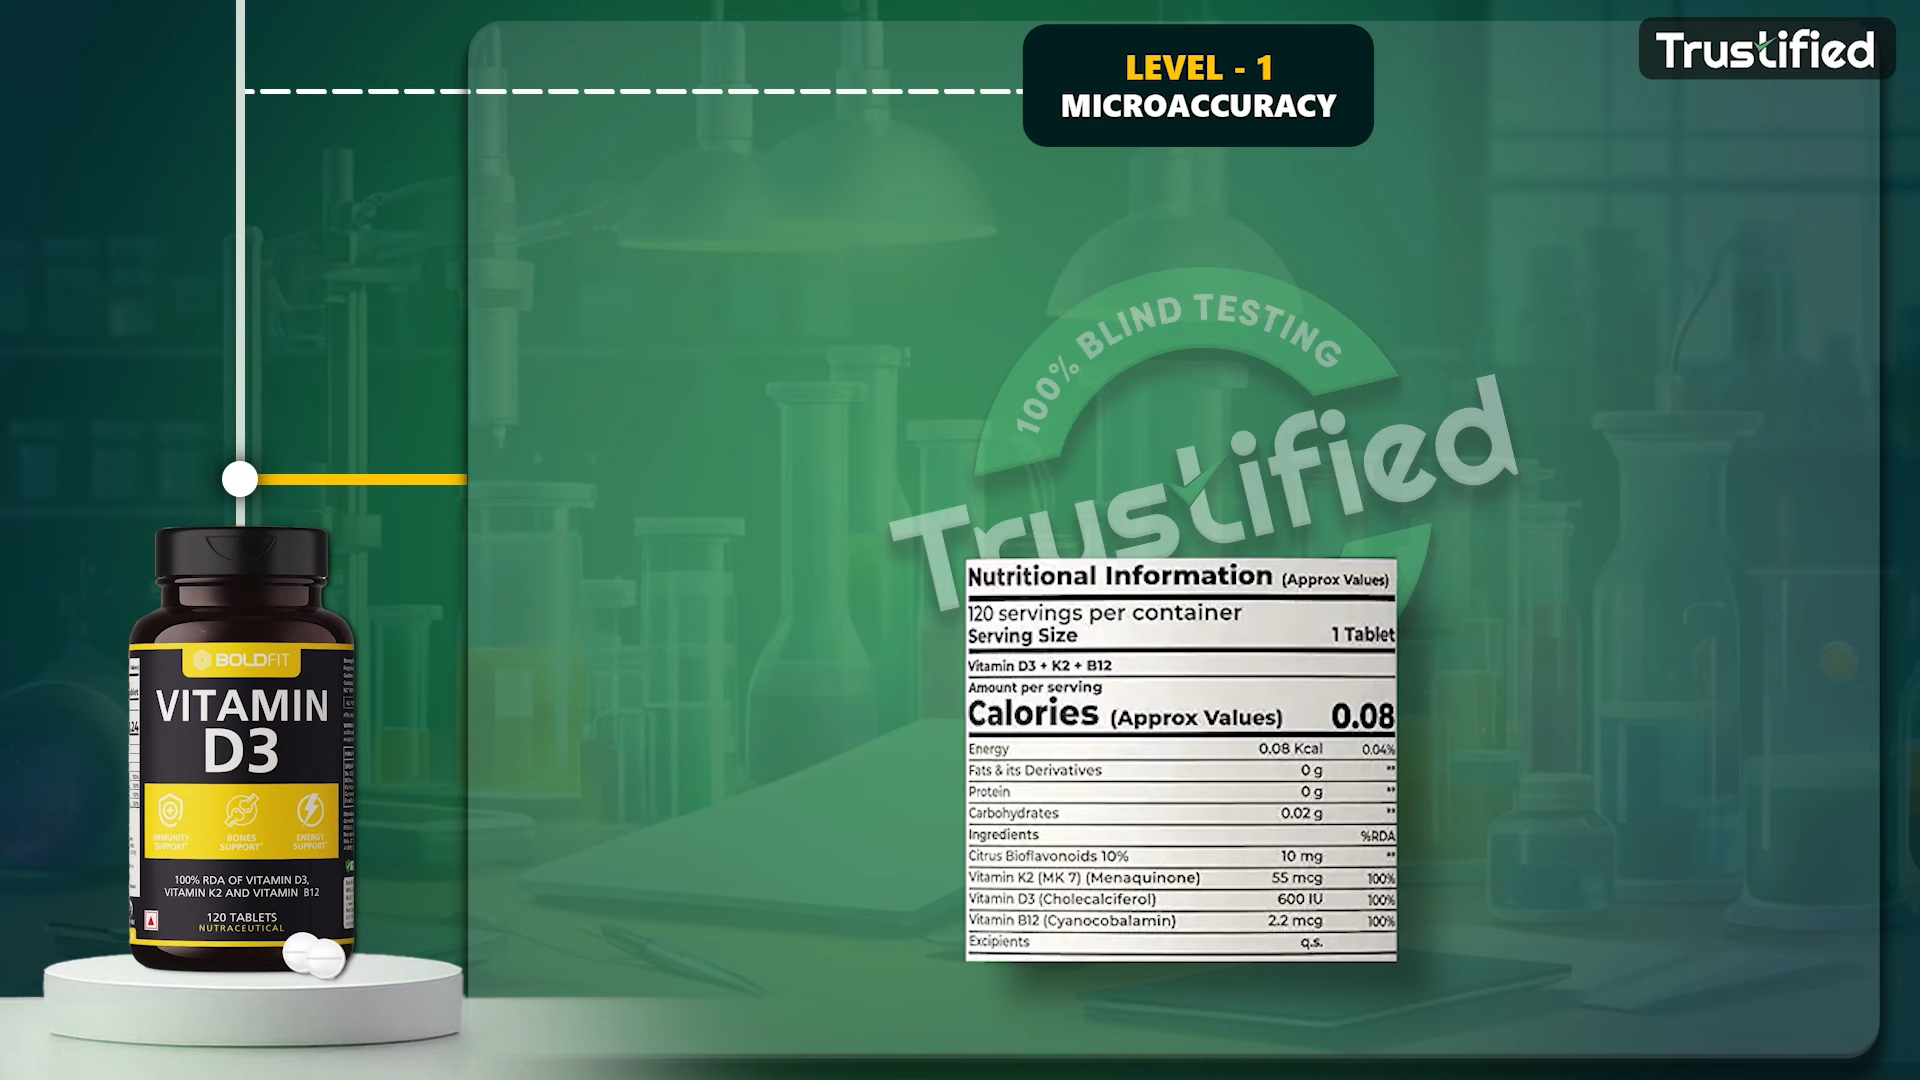 LEVEL - 1
MICROACCURACY
Trustified
100% BLIND TESTING
Trustified
Nutritional Information (Approx Values)
120 servings per container
Serving Size 1 Tablet
Vitamin D3 + K2 + B12
Amount per serving
Calories (Approx Values) 0.08
Energy 0.08 Kcal 0.04%
Fats & its Derivatives 0 g **
Protein 0 g **
Carbohydrates 0.02 g **
Ingredients %RDA
Citrus Bioflavonoids 10% 10 mg **
Vitamin K2 (MK 7) (Menaquinone) 55 mcg 100%
Vitamin D3 (Cholecalciferol) 600 IU 100%
Vitamin B12 (Cyanocobalamin) 2.2 mcg 100%
Excipients q.s.
BOLDFIT
VITAMIN
D3
IMMUNITY SUPPORT*
BONES SUPPORT*
ENERGY SUPPORT*
100% RDA OF VITAMIN D3,
VITAMIN K2 AND VITAMIN B12
120 TABLETS
NUTRACEUTICAL